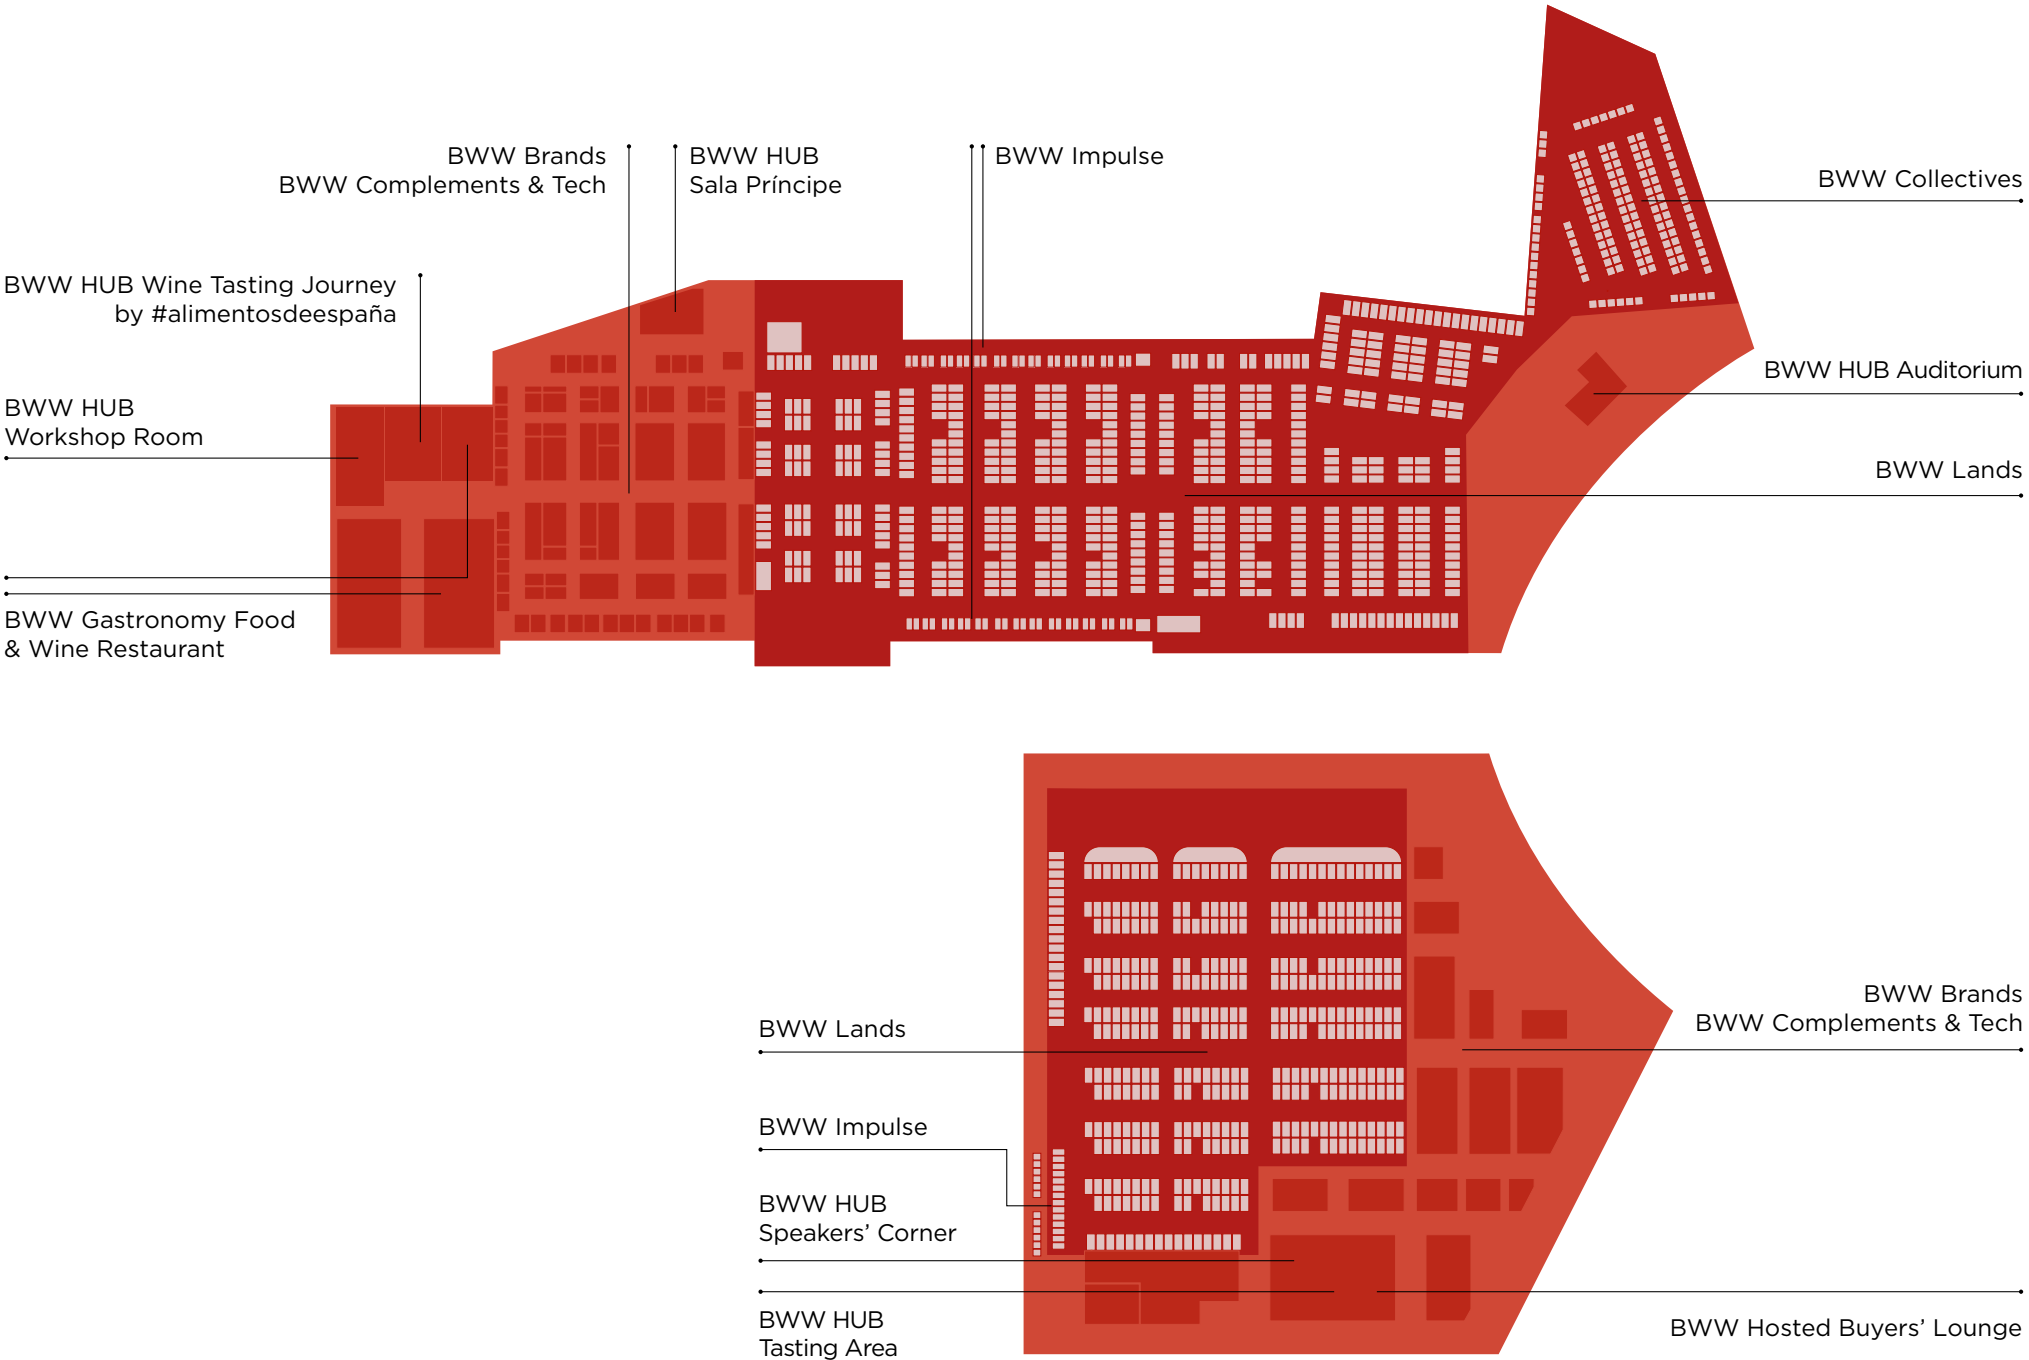 BWW Brands
BWW Complements & Tech
BWW HUB
Sala Príncipe
BWW Impulse
BWW Collectives
BWW HUB Wine Tasting Journey
by #alimentosdeespaña
BWW HUB Auditorium
BWW HUB
Workshop Room
BWW Lands
BWW Gastronomy Food
& Wine Restaurant
BWW Brands
BWW Complements & Tech
BWW Lands
BWW Impulse
BWW HUB
Speakers’ Corner
BWW HUB
Tasting Area
BWW Hosted Buyers’ Lounge